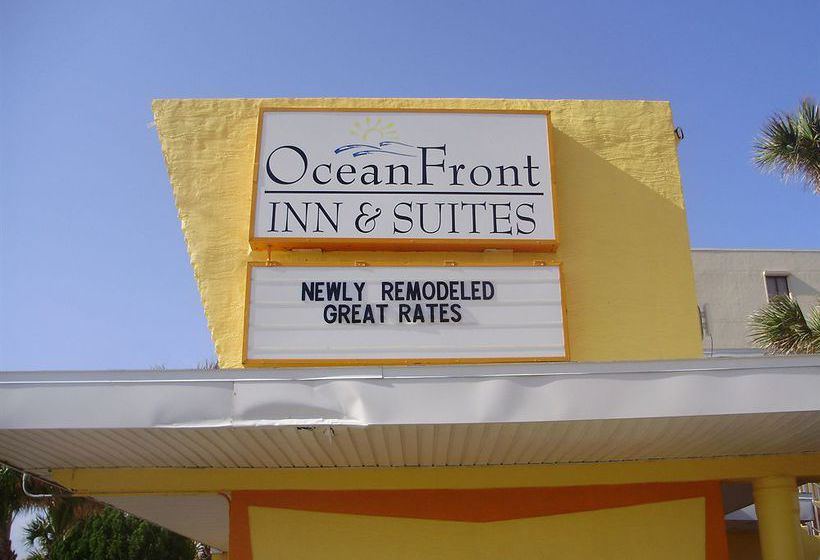 OceanFront
INN & SUITES
NEWLY REMODELED
GREAT RATES